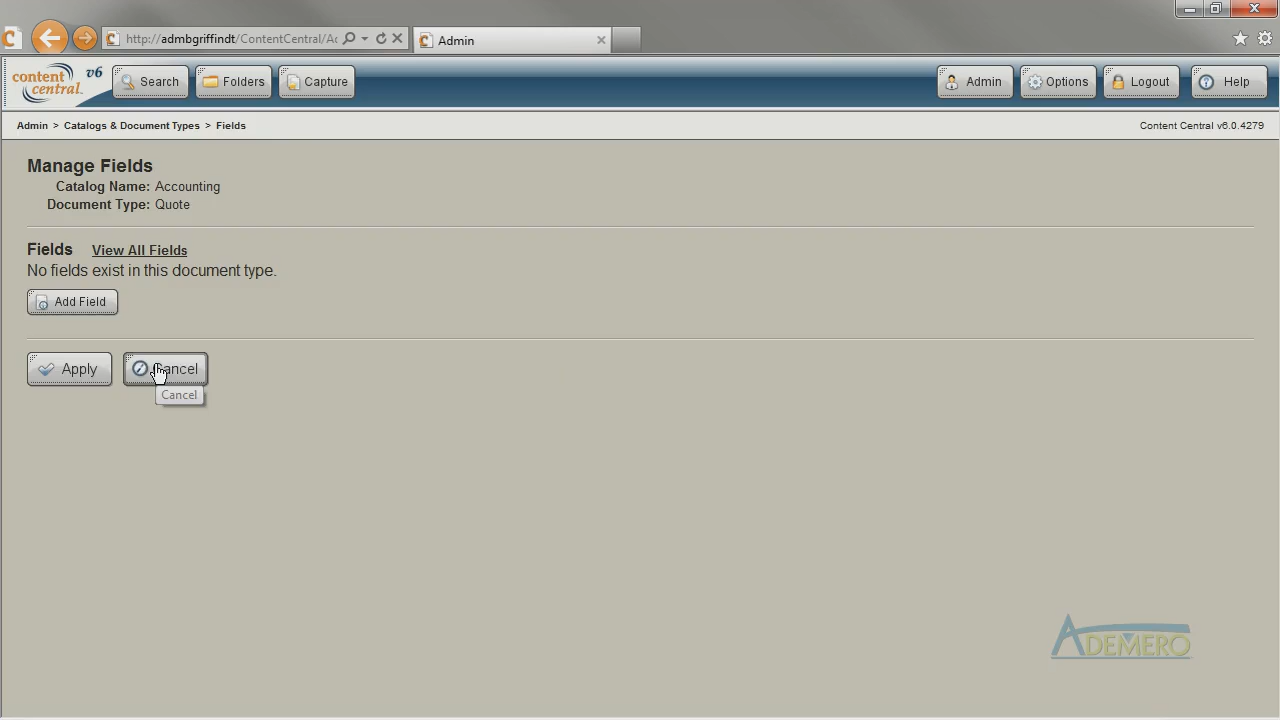 http://admbgriffindt/ContentCentral/Ad
Admin
content central. v6
Search
Folders
Capture
Admin
Options
Logout
Help
Admin > Catalogs & Document Types > Fields
Content Central v6.0.4279
Manage Fields
Catalog Name: Accounting
Document Type: Quote
Fields View All Fields
No fields exist in this document type.
Add Field
Apply
Cancel
Cancel
ADEMERO